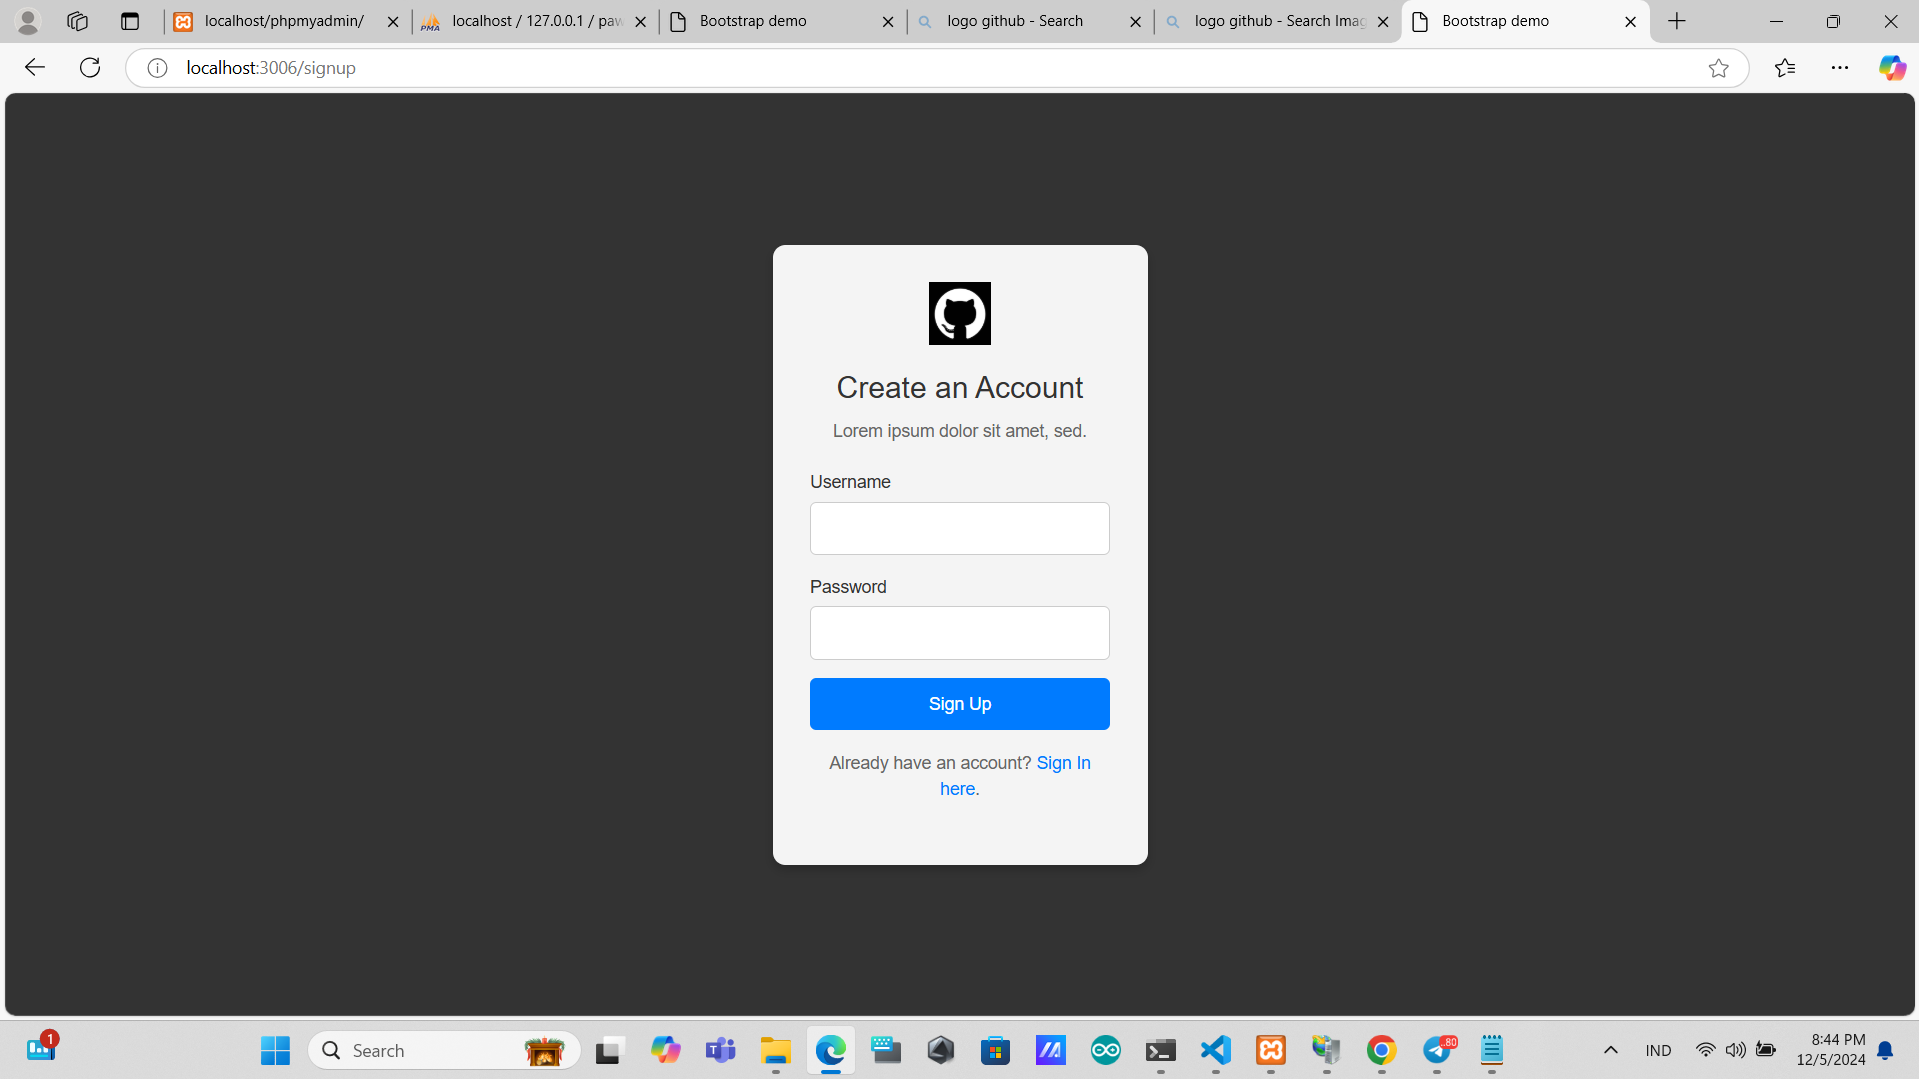 localhost/phpmyadmin/
localhost / 127.0.0.1 / paw
Bootstrap demo
logo github - Search
logo github - Search Imag
Bootstrap demo
localhost:3006/signup
Create an Account
Lorem ipsum dolor sit amet, sed.
Username
Password
Sign Up
Already have an account? Sign In
here.
1
Search
.80
IND
8:44 PM
12/5/2024